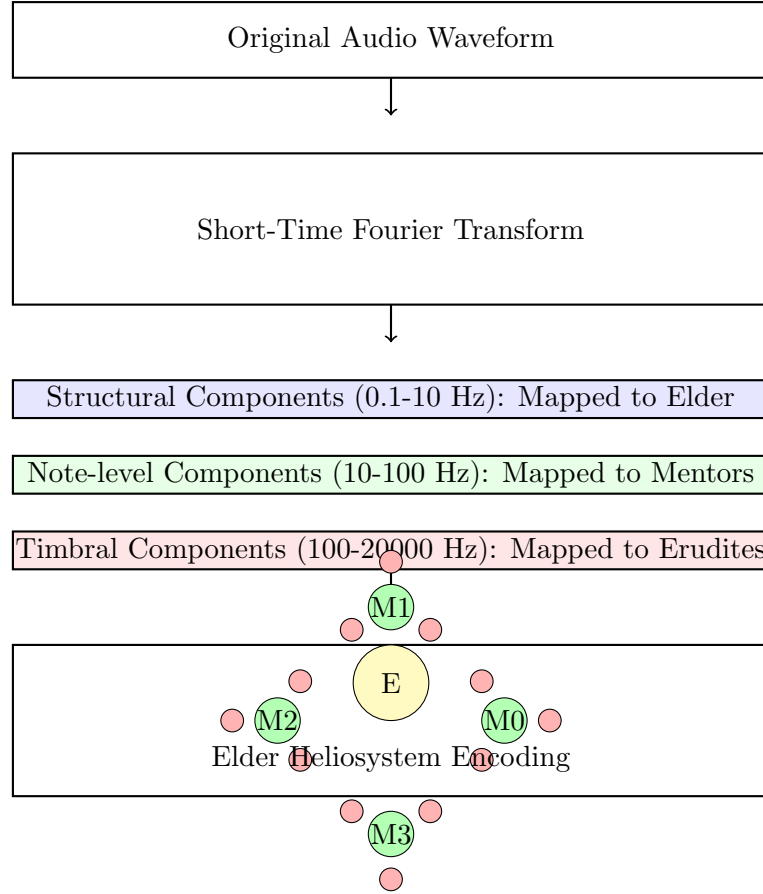 Original Audio Waveform
Short-Time Fourier Transform
Structural Components (0.1-10 Hz): Mapped to Elder
Note-level Components (10-100 Hz): Mapped to Mentors
Timbral Components (100-20000 Hz): Mapped to Erudites
M1
E
M2
M0
Elder Heliosystem Encoding
M3